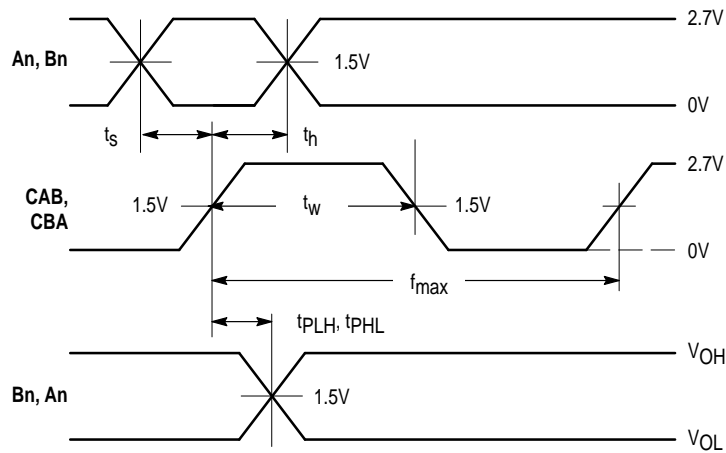 2.7V
An, Bn
1.5V
0V
ts
th
2.7V
CAB,
CBA
1.5V
tw
1.5V
0V
fmax
tPLH, tPHL
VOH
Bn, An
1.5V
VOL